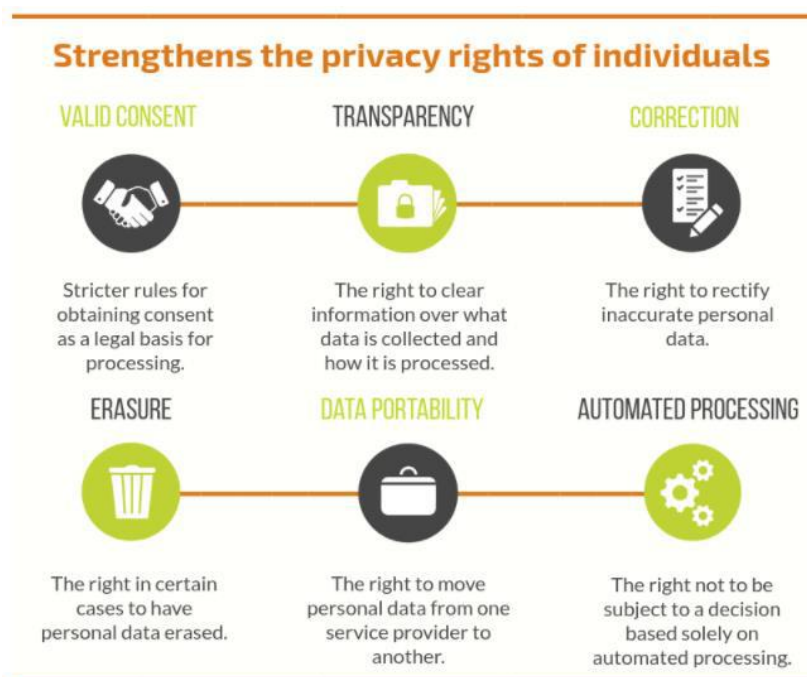 Strengthens the privacy rights of individuals
VALID CONSENT
TRANSPARENCY
CORRECTION
Stricter rules for
obtaining consent
as a legal basis for
processing.
The right to clear
information over what
data is collected and
how it is processed.
The right to rectify
inaccurate personal
data.
ERASURE
DATA PORTABILITY
AUTOMATED PROCESSING
The right in certain
cases to have
personal data erased.
The right to move
personal data from one
service provider to
another.
The right not to be
subject to a decision
based solely on
automated processing.